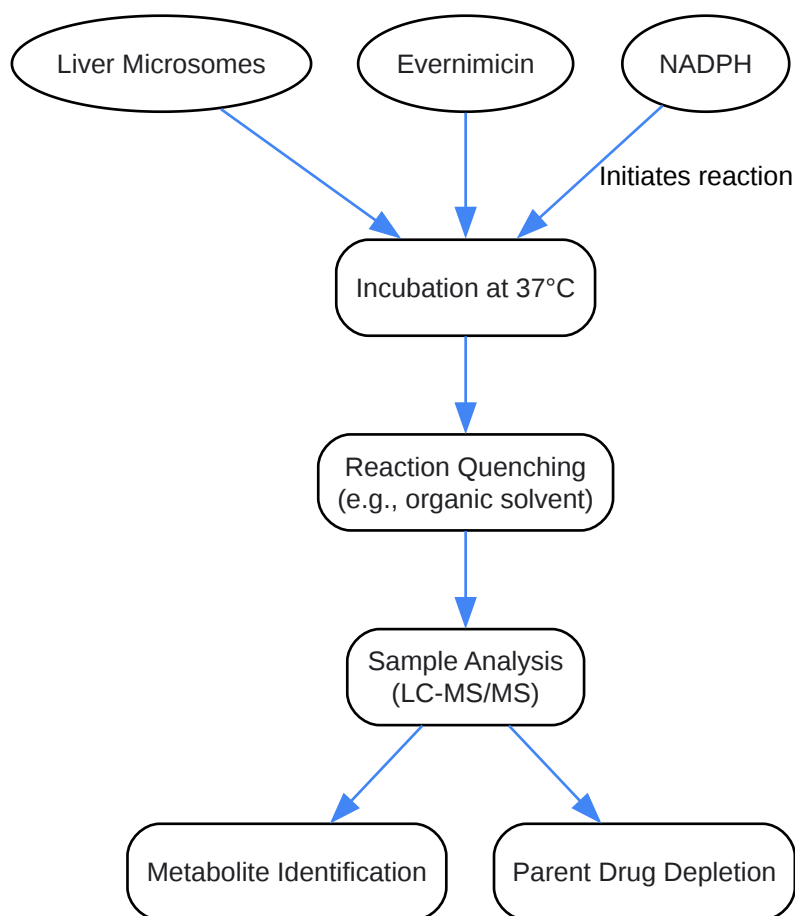 Liver Microsomes
Evernimicin
NADPH
Initiates reaction
Incubation at 37°C
Reaction Quenching
(e.g., organic solvent)
Sample Analysis
(LC-MS/MS)
Metabolite Identification
Parent Drug Depletion